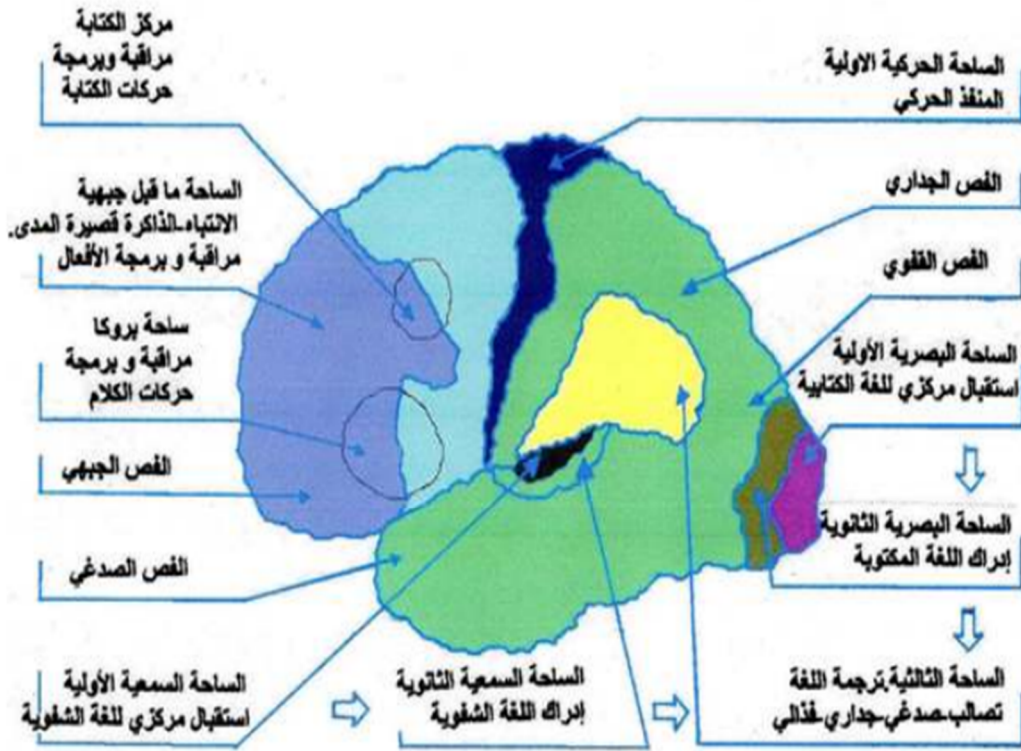 مركز الكتابة
مراقبة وبرمجة
حركات الكتابة
الساحة الحركية الاولية
المنفذ الحركي
الساحة ما قبل جبهية
الانتباه-الذاكرة قصيرة المدى.
مراقبة و برمجة الأفعال
الفص الجداري
الفص القفوي
ساحة بروكا
مراقبة و برمجة
حركات الكلام
الساحة البصرية الأولية
استقبال مركزي للغة الكتابية
الفص الجبهي
الساحة البصرية الثانوية
إدراك اللغة المكتوبة
الفص الصدغي
الساحة السمعية الأولية
استقبال مركزي للغة الشفوية
الساحة السمعية الثانوية
إدراك اللغة الشفوية
الساحة الثالثية.ترجمة اللغة
تصالب-صدغي-جداري-قذالي